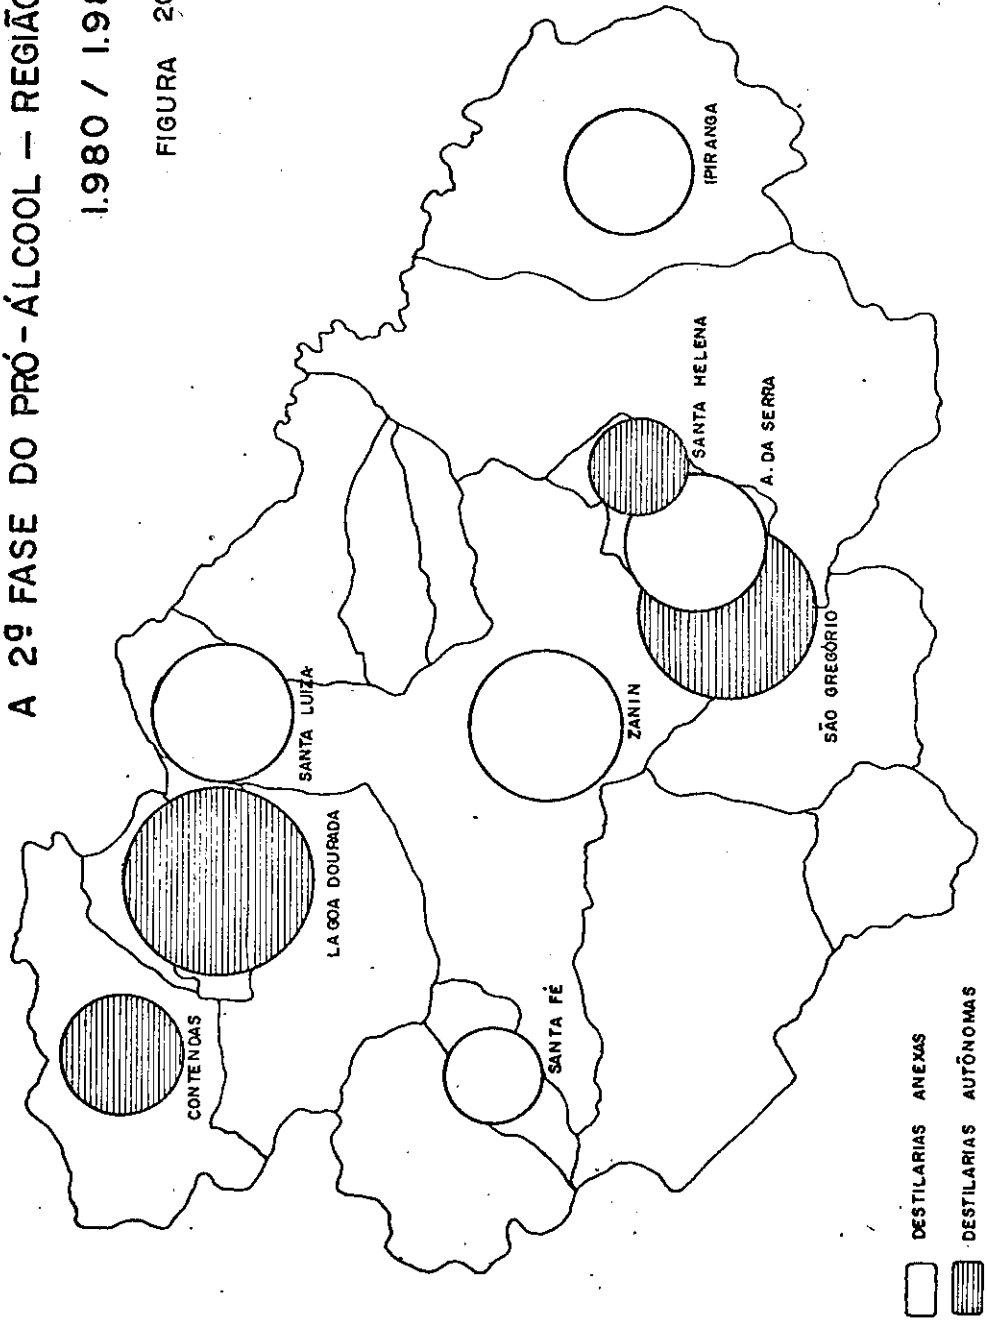 A 2ª FASE DO PRÓ-ÁLCOOL — REGIÃO
1.980 / 1.98
FIGURA 20
CONTENDAS
LAGOA DOURADA
SANTA LUIZA
SANTA FÉ
ZANIN
SANTA HELENA
A. DA SERRA
SÃO GREGÓRIO
IPIRANGA
DESTILARIAS ANEXAS
DESTILARIAS AUTÔNOMAS